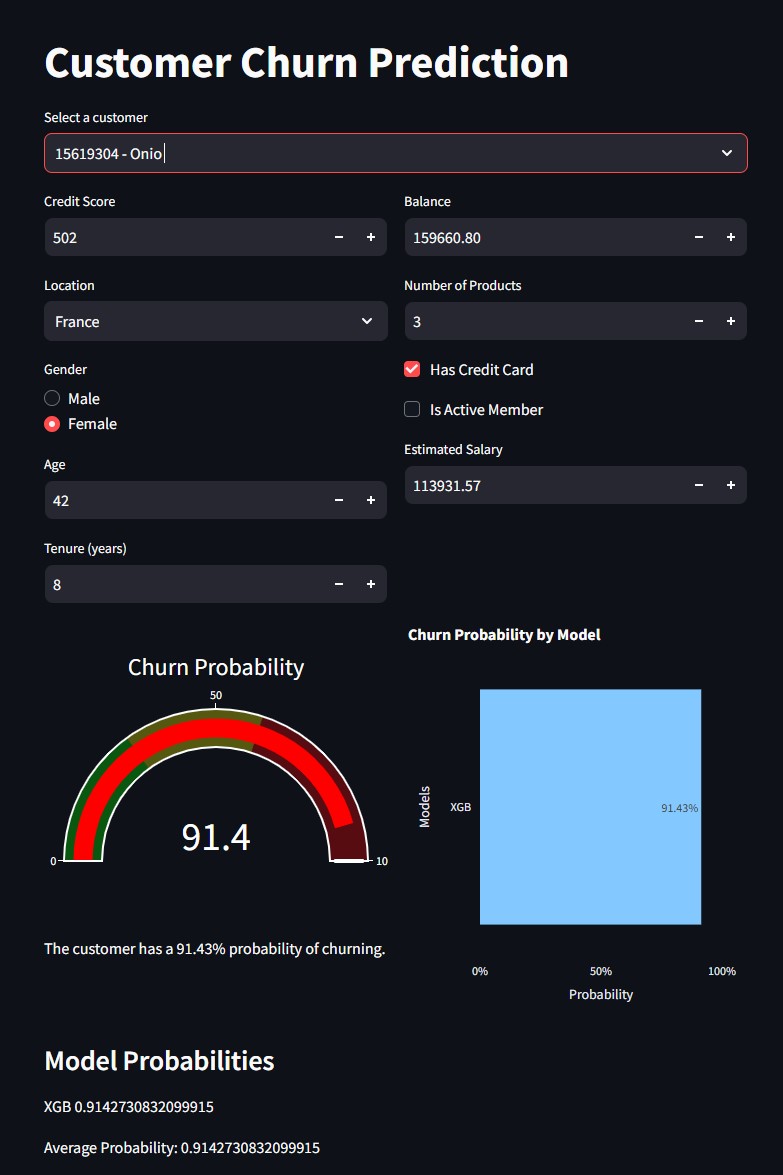 Customer Churn Prediction
Select a customer
15619304 - Onio
Credit Score
502
Location
France
Gender
Male
Female
Age
42
Tenure (years)
8
Balance
159660.80
Number of Products
3
Has Credit Card
Is Active Member
Estimated Salary
113931.57
Churn Probability
50
91.4
0
10
The customer has a 91.43% probability of churning.
Churn Probability by Model
Models
XGB
91.43%
0%
50%
100%
Probability
Model Probabilities
XGB 0.9142730832099915
Average Probability: 0.9142730832099915